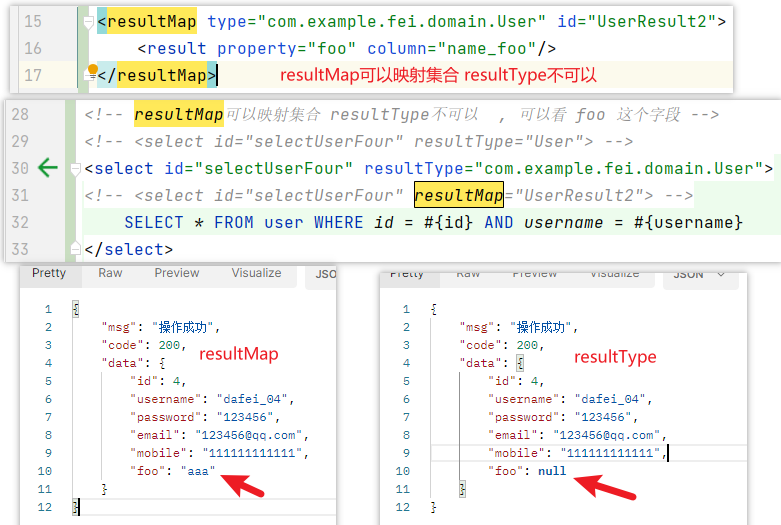 15 <resultMap type="com.example.fei.domain.User" id="UserResult2">
16 <result property="foo" column="name_foo"/>
17 </resultMap>
resultMap可以映射集合 resultType不可以
28 <!-- resultMap可以映射集合 resultType不可以 , 可以看 foo 这个字段 -->
29 <!-- <select id="selectUserFour" resultType="User"> -->
30 <select id="selectUserFour" resultType="com.example.fei.domain.User">
31 <!-- <select id="selectUserFour" resultMap="UserResult2"> -->
32 SELECT * FROM user WHERE id = #{id} AND username = #{username}
33 </select>
Pretty Raw Preview Visualize JSO
1 {
2 "msg": "操作成功",
3 "code": 200,
4 "data": {
5 "id": 4,
6 "username": "dafei_04",
7 "password": "123456",
8 "email": "123456@qq.com",
9 "mobile": "111111111111",
10 "foo": "aaa"
11 }
12 }
resultMap
Pretty Raw Preview Visualize JSON
1 {
2 "msg": "操作成功",
3 "code": 200,
4 "data": {
5 "id": 4,
6 "username": "dafei_04",
7 "password": "123456",
8 "email": "123456@qq.com",
9 "mobile": "111111111111",
10 "foo": null
11 }
12 }
resultType